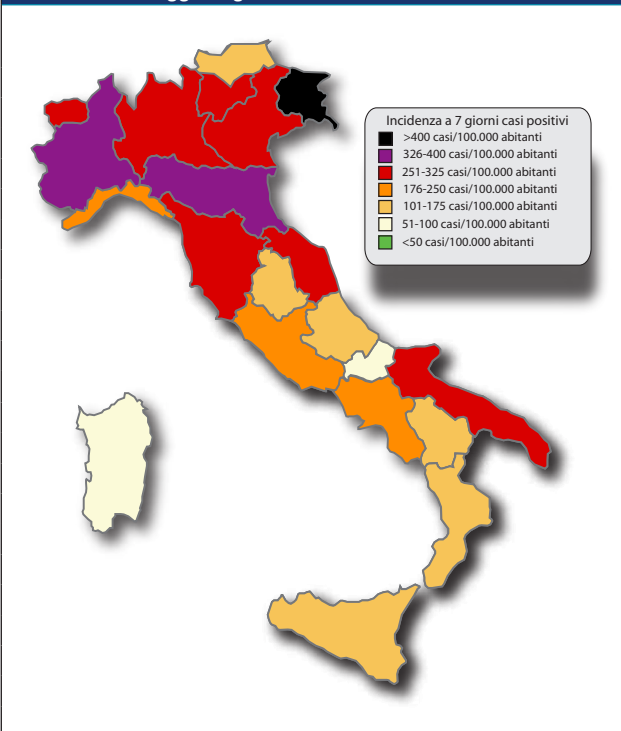 Incidenza a 7 giorni casi positivi
>400 casi/100.000 abitanti
326-400 casi/100.000 abitanti
251-325 casi/100.000 abitanti
176-250 casi/100.000 abitanti
101-175 casi/100.000 abitanti
51-100 casi/100.000 abitanti
<50 casi/100.000 abitanti